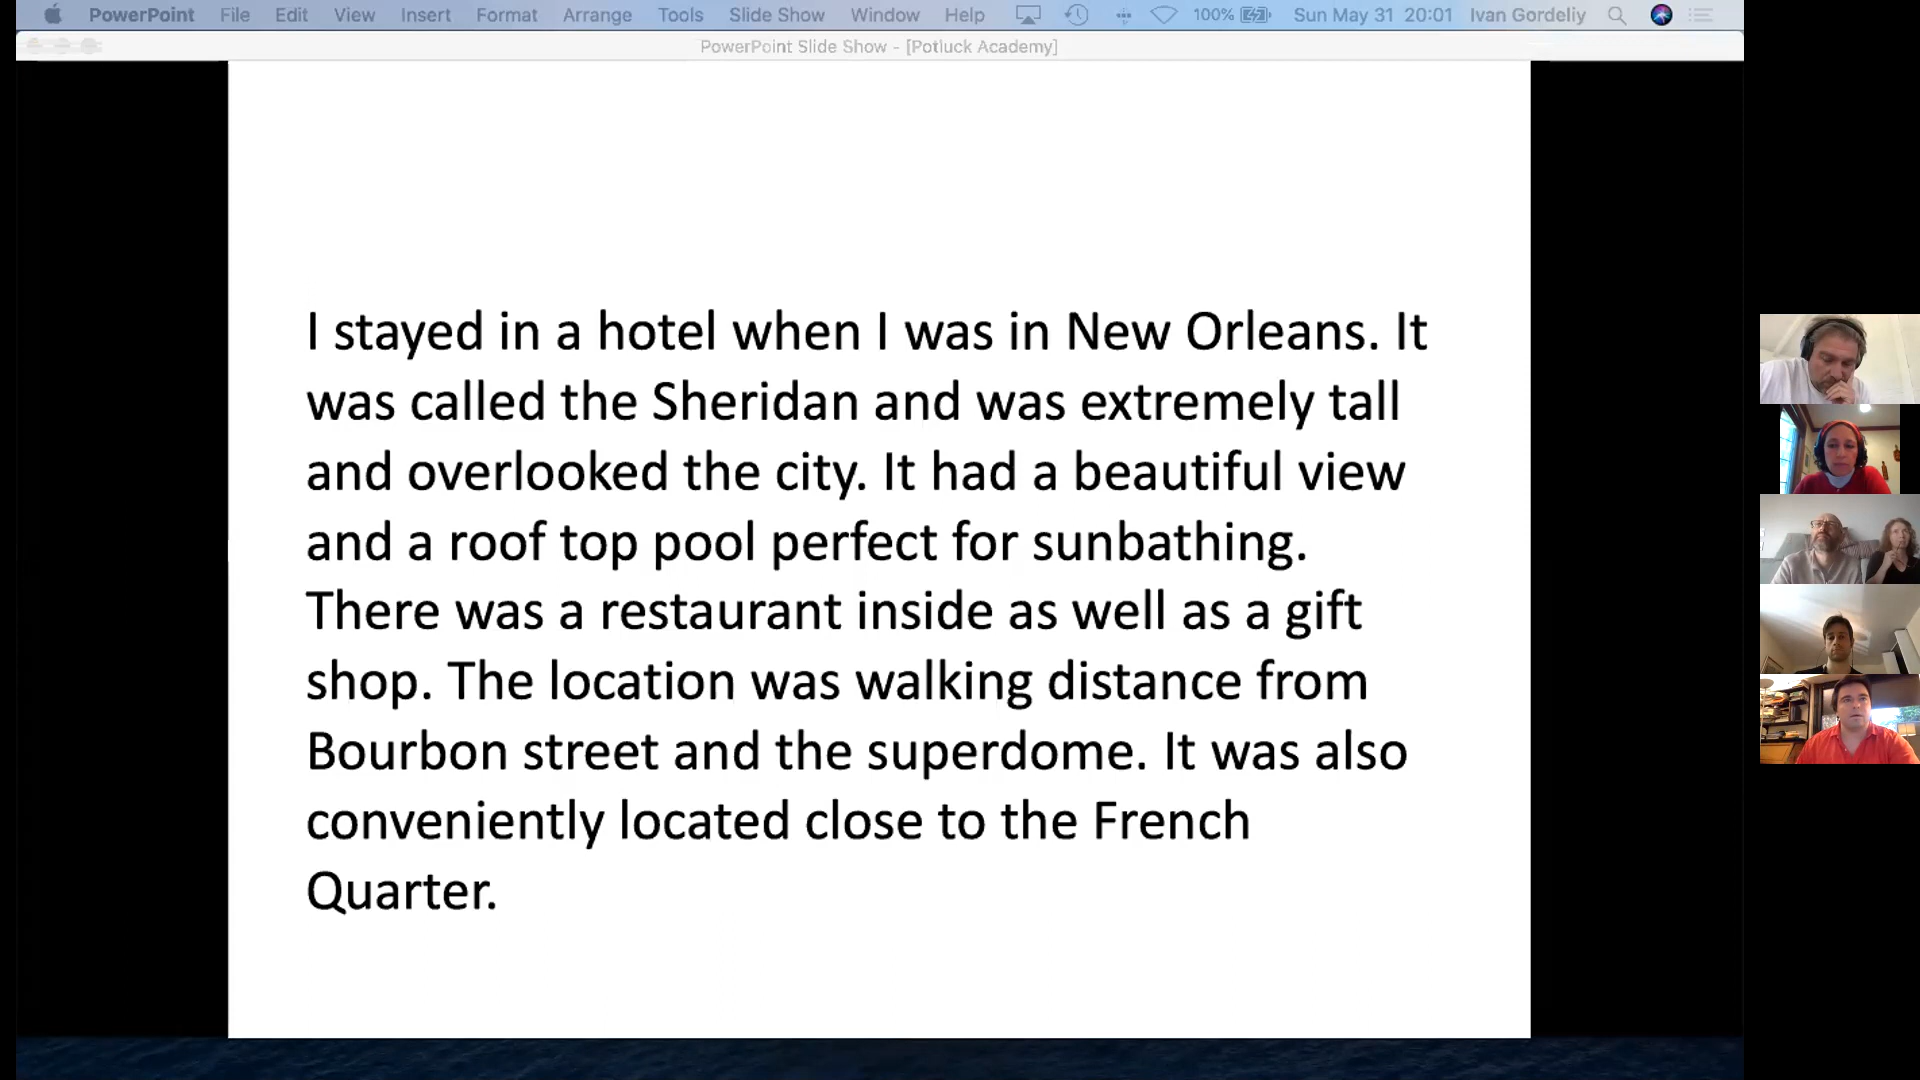 PowerPoint File Edit View Insert Format Arrange Tools Slide Show Window Help 100% Sun May 31 20:01 Ivan Gordeliy
PowerPoint Slide Show - [Potluck Academy]
I stayed in a hotel when I was in New Orleans. It
was called the Sheridan and was extremely tall
and overlooked the city. It had a beautiful view
and a roof top pool perfect for sunbathing.
There was a restaurant inside as well as a gift
shop. The location was walking distance from
Bourbon street and the superdome. It was also
conveniently located close to the French
Quarter.